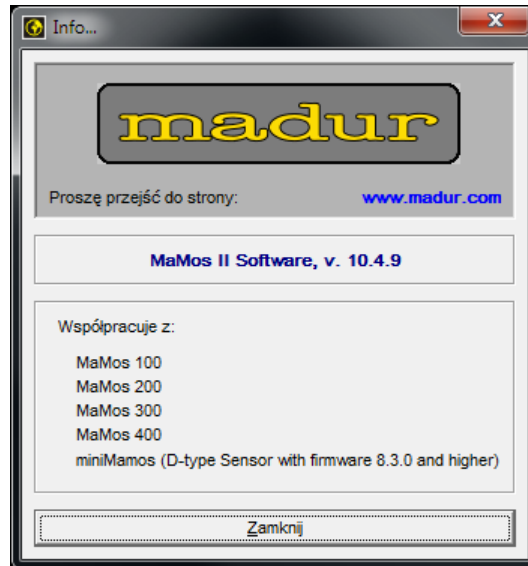 Info...
madur
Proszę przejść do strony: www.madur.com
MaMos II Software, v. 10.4.9
Współpracuje z:
MaMos 100
MaMos 200
MaMos 300
MaMos 400
miniMamos (D-type Sensor with firmware 8.3.0 and higher)
Zamknij